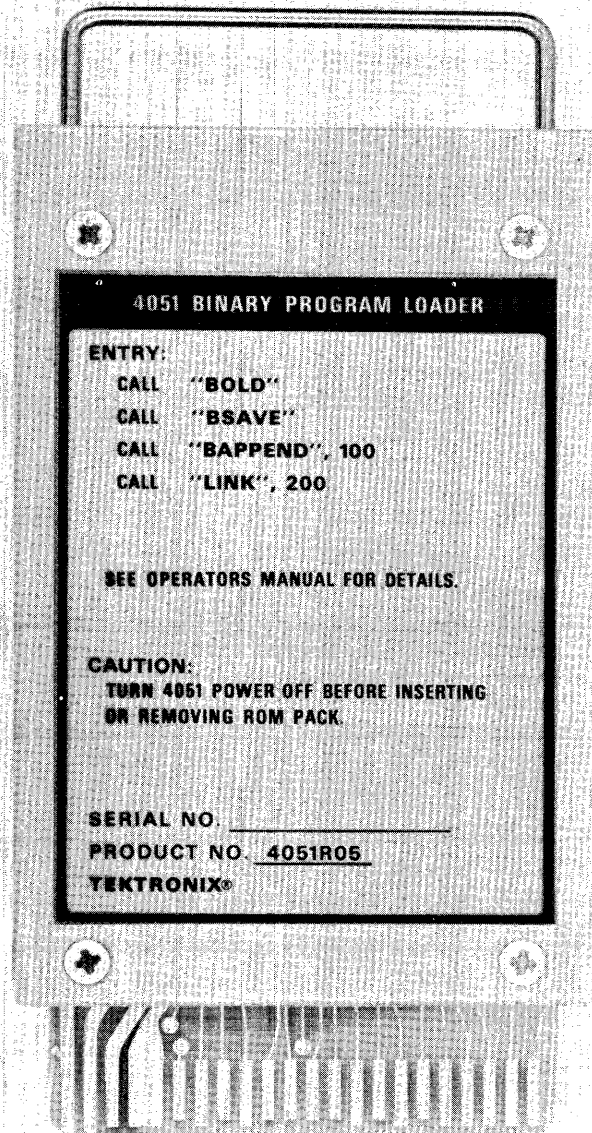 4051 BINARY PROGRAM LOADER
ENTRY:
CALL "BOLD"
CALL "BSAVE"
CALL "BAPPEND", 100
CALL "LINK", 200
SEE OPERATORS MANUAL FOR DETAILS.
CAUTION:
TURN 4051 POWER OFF BEFORE INSERTING
OR REMOVING ROM PACK.
SERIAL NO.
PRODUCT NO. 4051R05
TEKTRONIX®